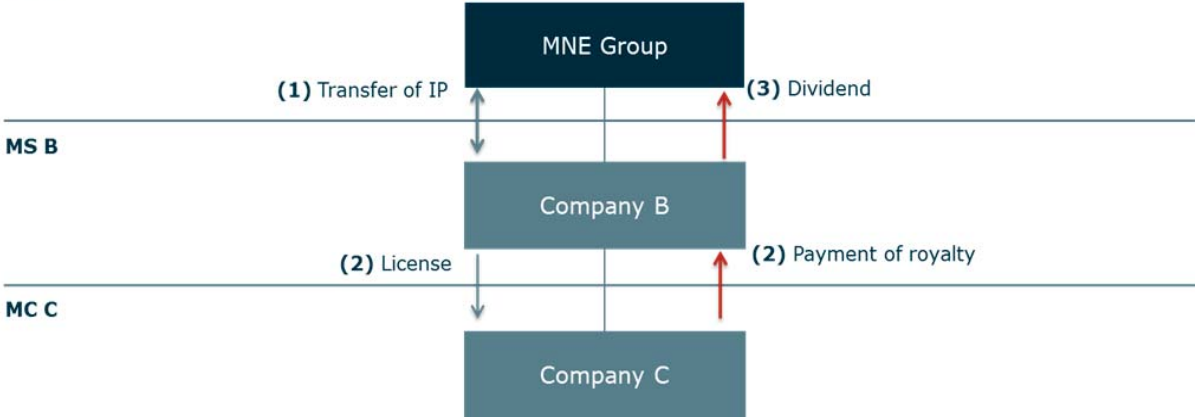 MNE Group
(1) Transfer of IP
(3) Dividend
MS B
Company B
(2) License
(2) Payment of royalty
MC C
Company C